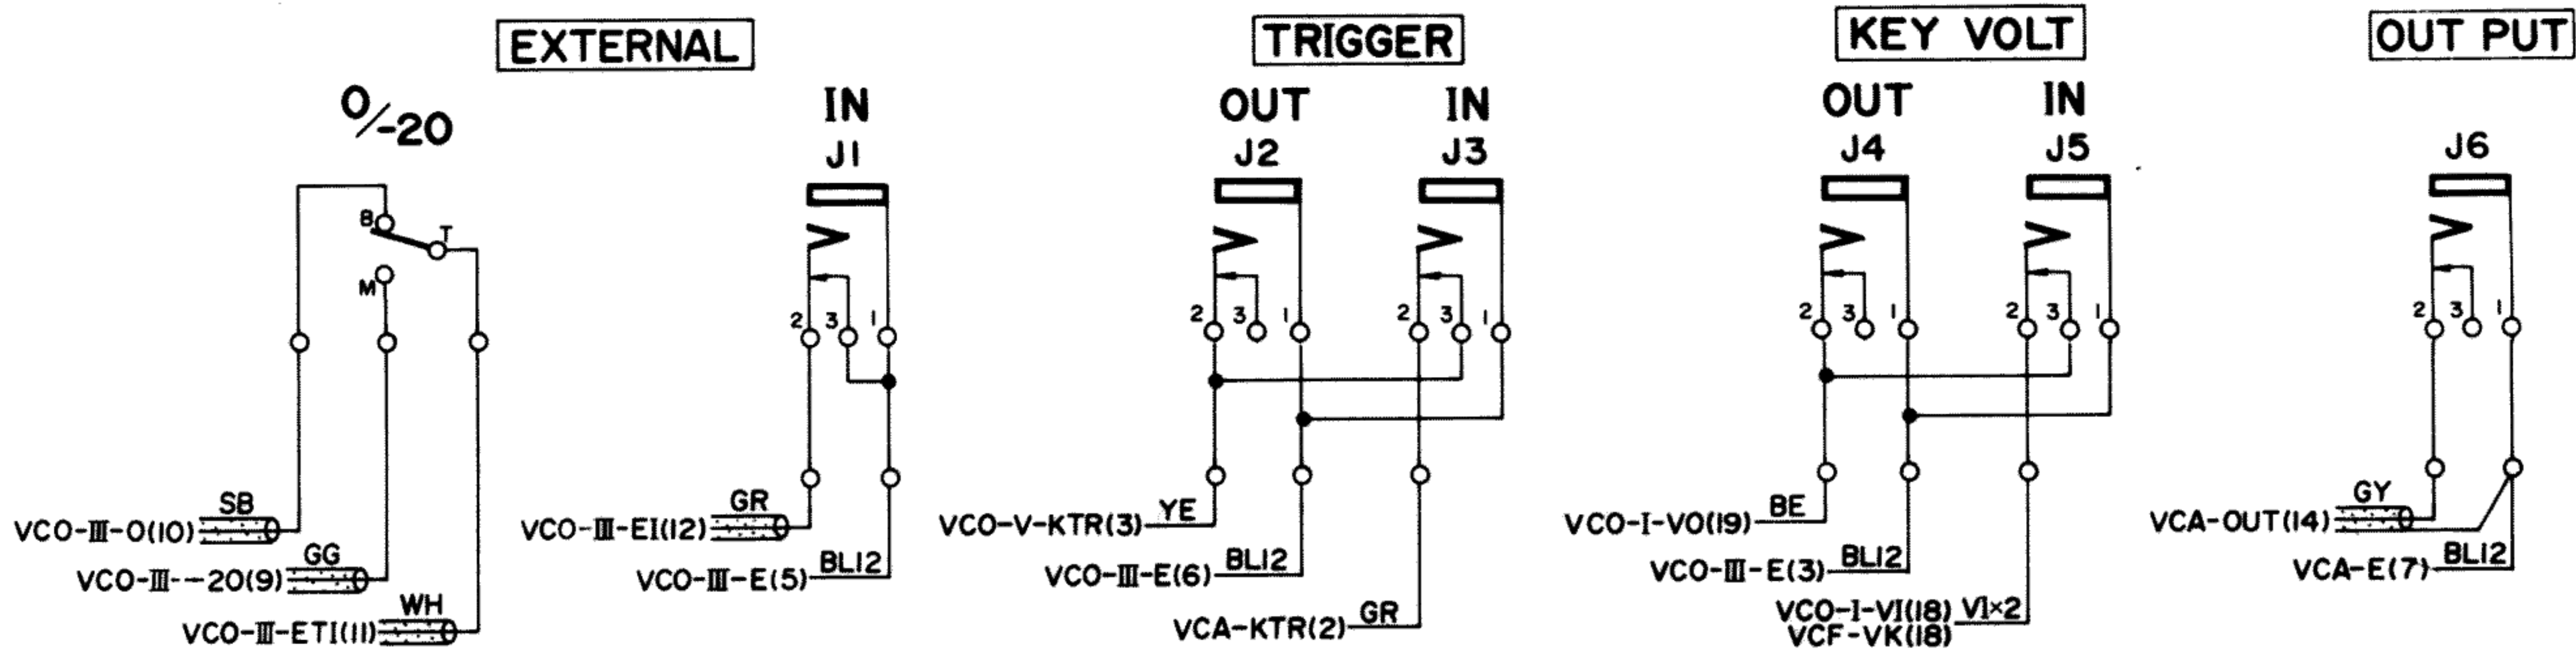 EXTERNAL
TRIGGER
KEY VOLT
OUT PUT
0/-20
IN
OUT
IN
OUT
IN
J1
J2
J3
J4
J5
J6
B
T
M
2 3 1
2 3 1
2 3 1
2 3 1
2 3 1
2 3 1
VCO-III-O(10) SB
VCO-III--20(9) GG
VCO-III-ETI(11) WH
VCO-III-EI(12) GR
VCO-III-E(5) BL12
VCO-V-KTR(3) YE
VCO-III-E(6) BL12
VCA-KTR(2) GR
VCO-I-VO(19) BE
VCO-III-E(3) BL12
VCO-I-VI(18) VI×2
VCF-VK(18)
VCA-OUT(14) GY
VCA-E(7) BL12